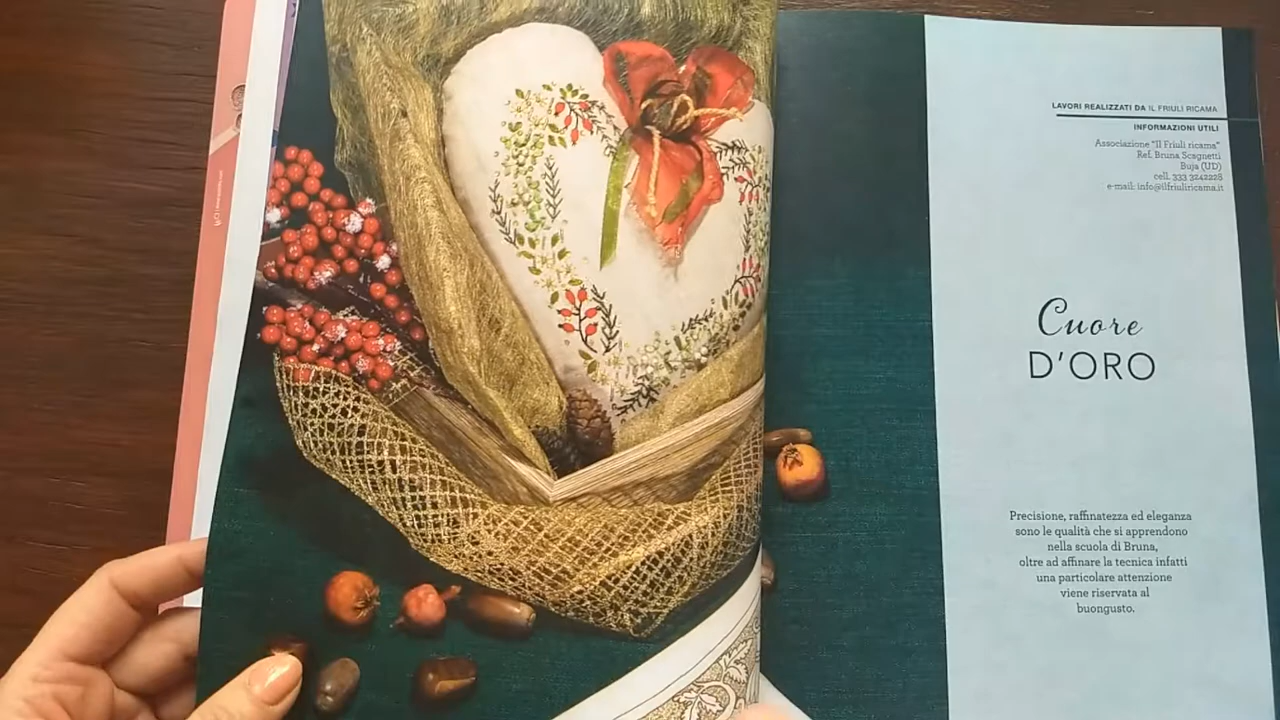 LAVORI REALIZZATI DA IL FRIULI RICAMA
INFORMAZIONI UTILI
Associazione "Il Friuli ricama"
Ref. Bruna Scagnetti
Buja (UD)
cell. 333 3242228
e-mail: info@ilfriuliricama.it
Cuore
D'ORO
Precisione, raffinatezza ed eleganza
sono le qualità che si apprendono
nella scuola di Bruna,
oltre ad affinare la tecnica infatti
una particolare attenzione
viene riservata al
buongusto.